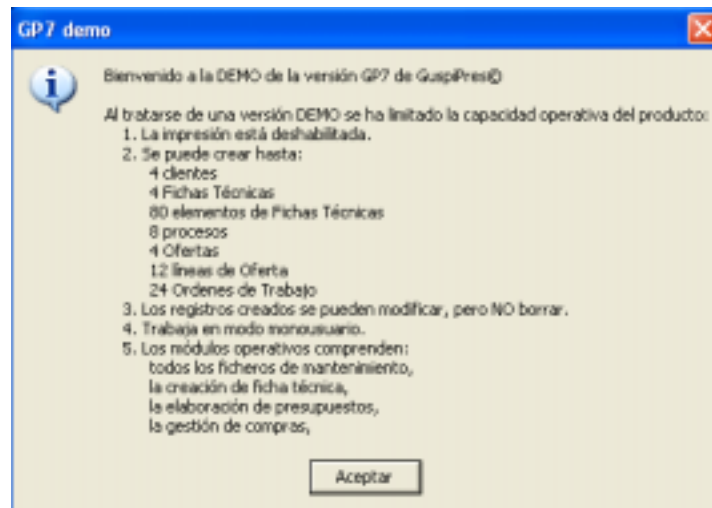 GP7 demo
Bienvenido a la DEMO de la versión GP7 de GuspiPres©
Al tratarse de una versión DEMO se ha limitado la capacidad operativa del producto:
1. La impresión está deshabilitada.
2. Se puede crear hasta:
4 clientes
4 Fichas Técnicas
80 elementos de Fichas Técnicas
8 procesos
4 Ofertas
12 líneas de Oferta
24 Ordenes de Trabajo
3. Los registros creados se pueden modificar, pero NO borrar.
4. Trabaja en modo monousuario.
5. Los módulos operativos comprenden:
todos los ficheros de mantenimiento,
la creación de ficha técnica,
la elaboración de presupuestos,
la gestión de compras,
Aceptar